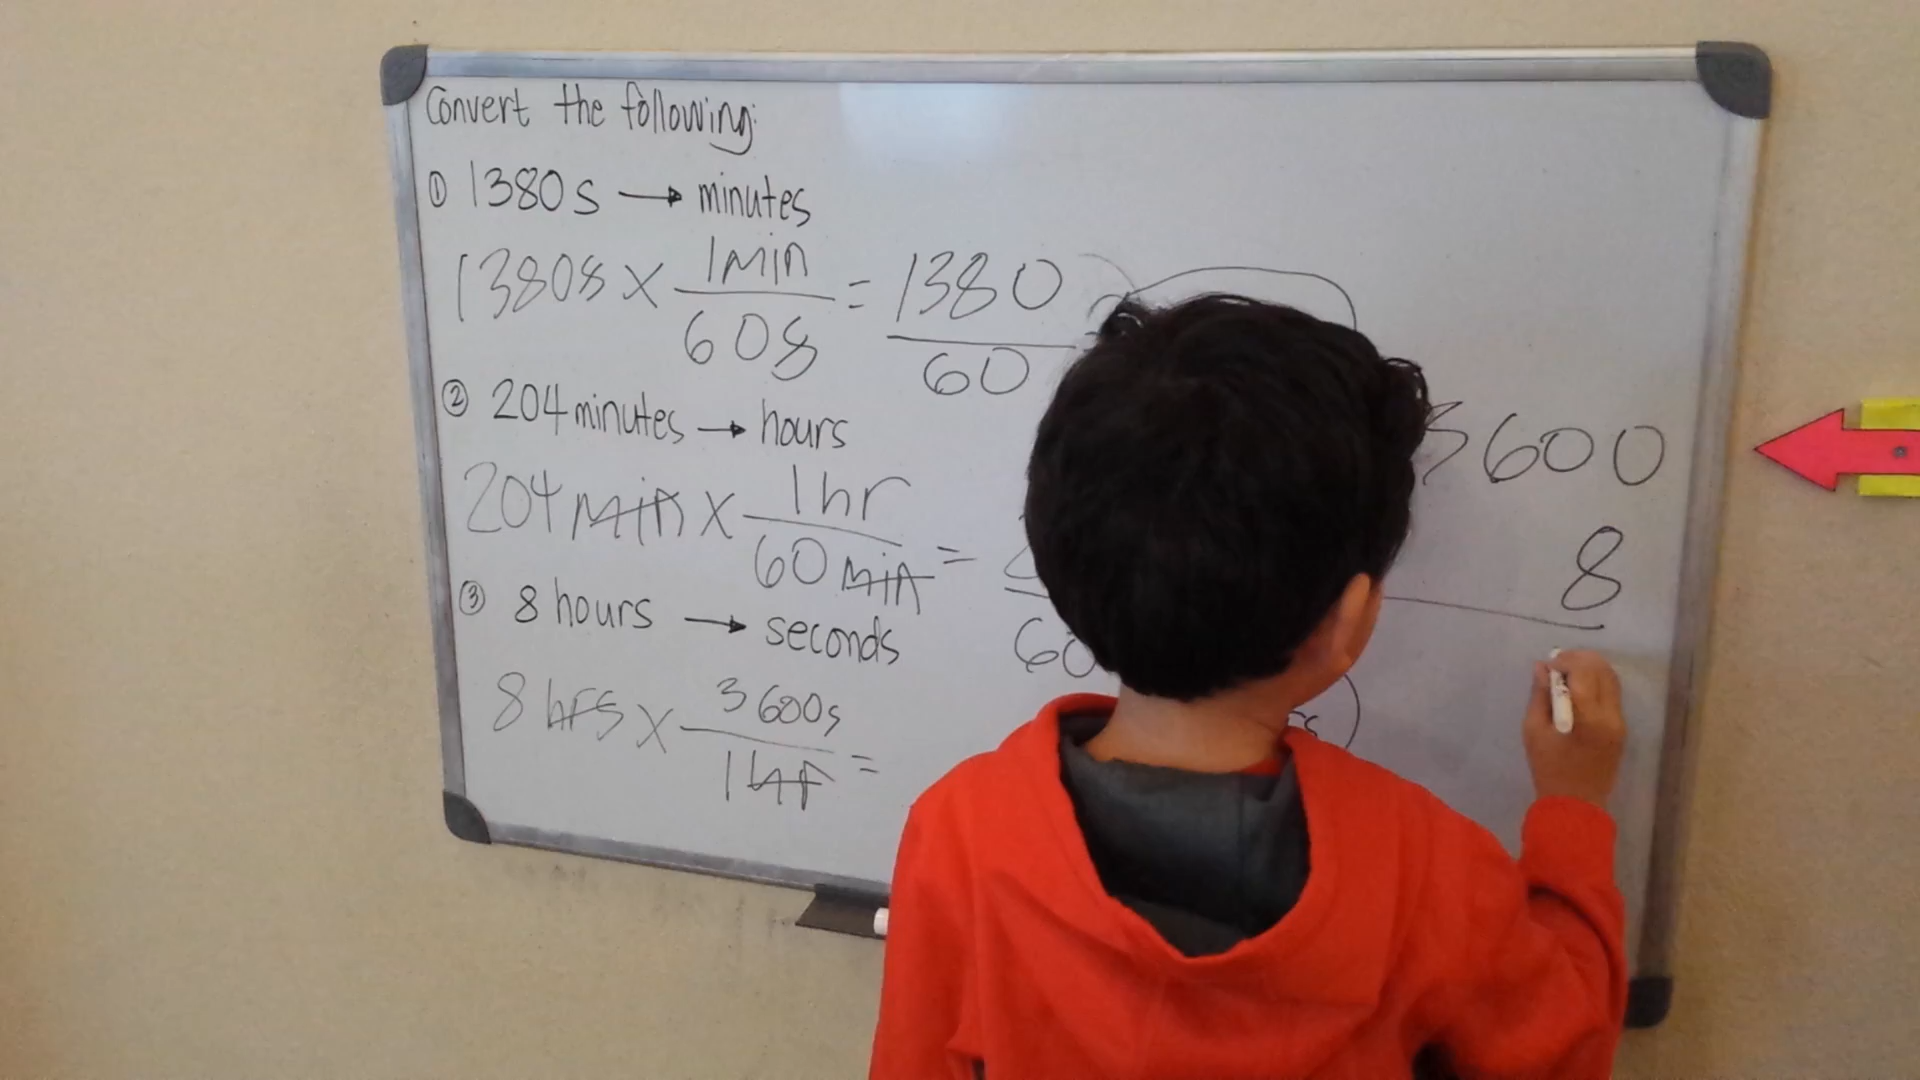 Convert the following:
① 1380s → minutes
1380s × 1min / 60s = 1380 / 60
② 204 minutes → hours
204 min × 1hr / 60 min =
60
③ 8 hours → seconds
8 hrs × 3600s / 1 hr =
3600
8